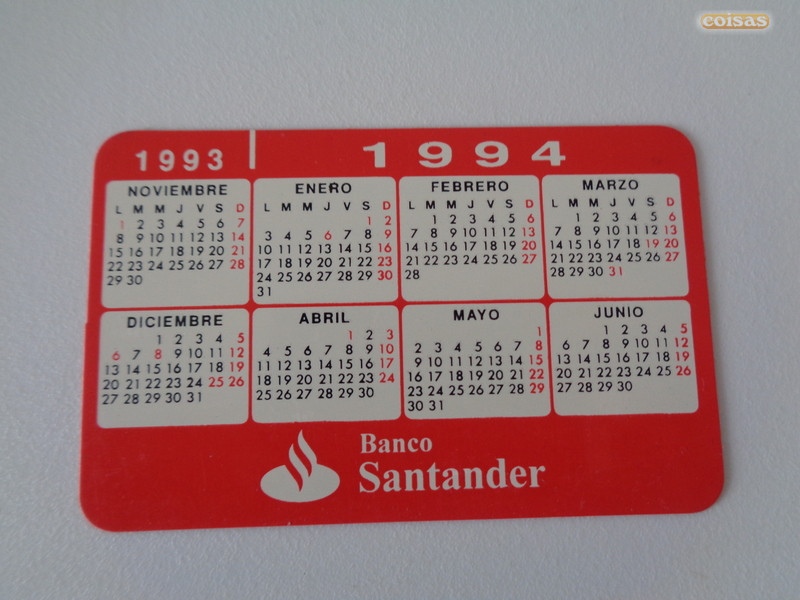 coisas
1993
1994
NOVIEMBRE
L M M J V S D
1 2 3 4 5 6 7
8 9 10 11 12 13 14
15 16 17 18 19 20 21
22 23 24 25 26 27 28
29 30
ENERO
L M M J V S D
1 2
3 4 5 6 7 8 9
10 11 12 13 14 15 16
17 18 19 20 21 22 23
24 25 26 27 28 29 30
31
FEBRERO
L M M J V S D
1 2 3 4 5 6
7 8 9 10 11 12 13
14 15 16 17 18 19 20
21 22 23 24 25 26 27
28
MARZO
L M M J V S D
1 2 3 4 5 6
7 8 9 10 11 12 13
14 15 16 17 18 19 20
21 22 23 24 25 26 27
28 29 30 31
DICIEMBRE
1 2 3 4 5
6 7 8 9 10 11 12
13 14 15 16 17 18 19
20 21 22 23 24 25 26
27 28 29 30 31
ABRIL
1 2 3
4 5 6 7 8 9 10
11 12 13 14 15 16 17
18 19 20 21 22 23 24
25 26 27 28 29 30
MAYO
1
2 3 4 5 6 7 8
9 10 11 12 13 14 15
16 17 18 19 20 21 22
23 24 25 26 27 28 29
30 31
JUNIO
1 2 3 4 5
6 7 8 9 10 11 12
13 14 15 16 17 18 19
20 21 22 23 24 25 26
27 28 29 30
Banco
Santander